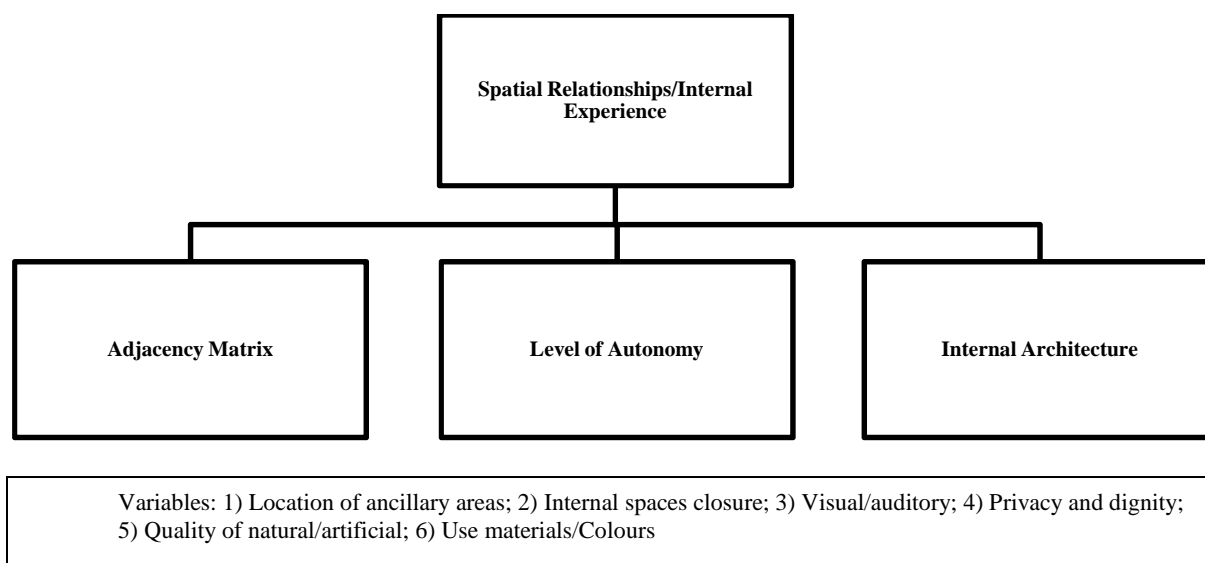 Spatial Relationships/Internal
Experience
Adjacency Matrix
Level of Autonomy
Internal Architecture
Variables: 1) Location of ancillary areas; 2) Internal spaces closure; 3) Visual/auditory; 4) Privacy and dignity;
5) Quality of natural/artificial; 6) Use materials/Colours